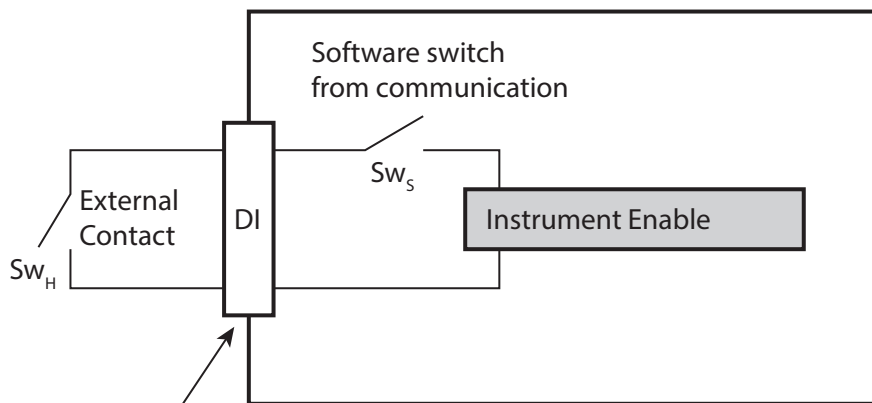 Software switch
from communication
Sw_S
External
Contact
DI
Instrument Enable
Sw_H